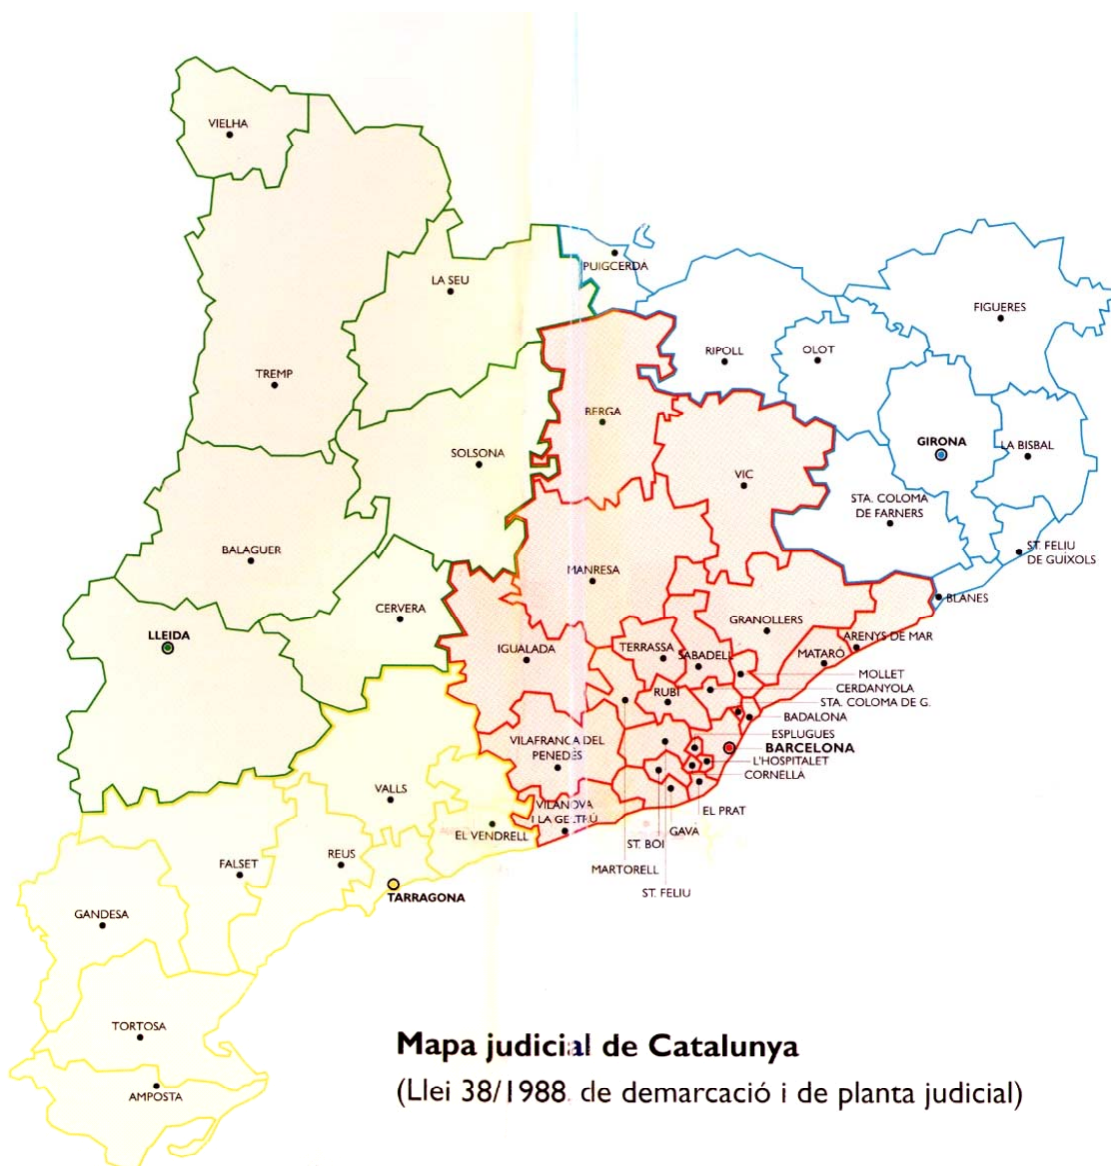 VIELHA
PUIGCERDÀ
LA SEU
FIGUERES
RIPOLL
OLOT
TREMP
BERGA
GIRONA
LA BISBAL
SOLSONA
VIC
STA. COLOMA
DE FARNERS
BALAGUER
ST. FELIU
DE GUÍXOLS
MANRESA
BLANES
CERVERA
GRANOLLERS
LLEIDA
ARENYS DE MAR
IGUALADA
TERRASSA
SABADELL
MATARÓ
MOLLET
RUBÍ
CERDANYOLA
STA. COLOMA DE G.
BADALONA
ESPLUGUES
VILAFRANCA DEL
PENEDÈS
BARCELONA
L'HOSPITALET
CORNELLÀ
VALLS
VILANOVA
I LA GELTRÚ
EL PRAT
EL VENDRELL
GAVÀ
ST. BOI
REUS
FALSET
MARTORELL
ST. FELIU
TARRAGONA
GANDESA
TORTOSA
AMPOSTA
Mapa judicial de Catalunya
(Llei 38/1988. de demarcació i de planta judicial)